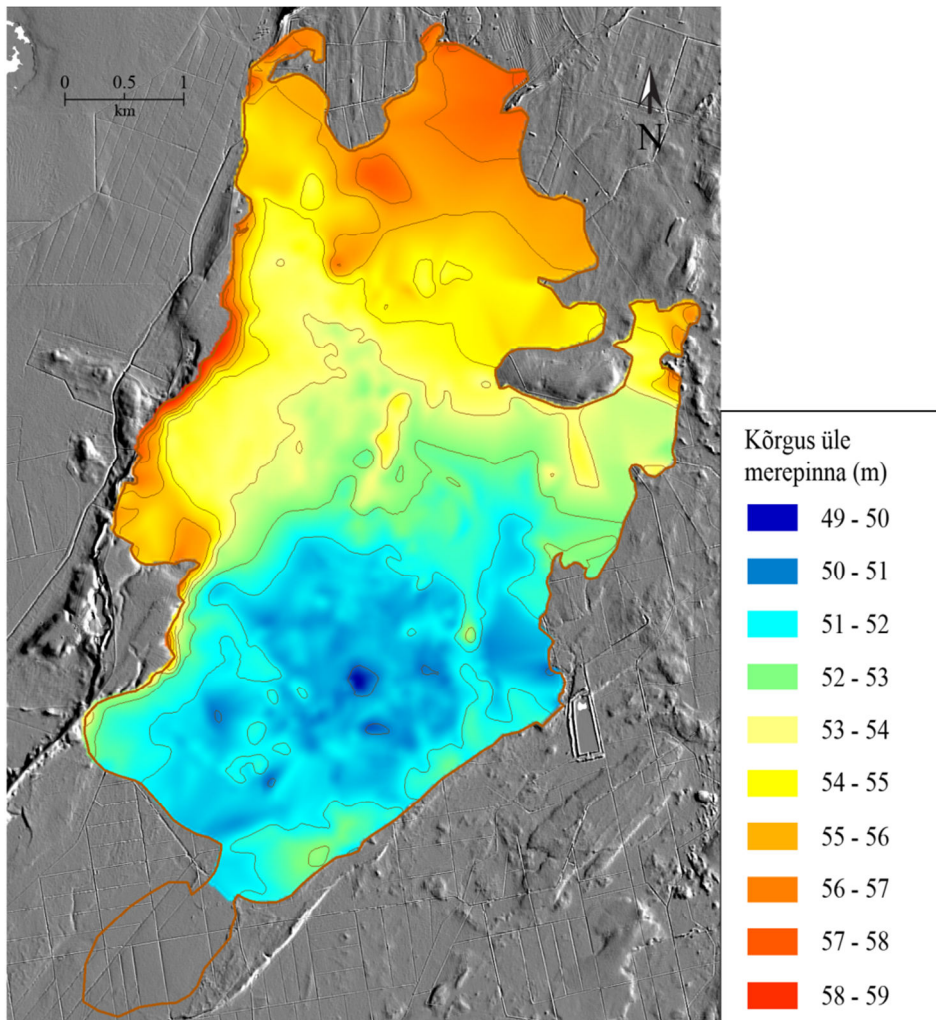 0 0.5 1
km
N
Kõrgus üle
merepinna (m)
49 - 50
50 - 51
51 - 52
52 - 53
53 - 54
54 - 55
55 - 56
56 - 57
57 - 58
58 - 59